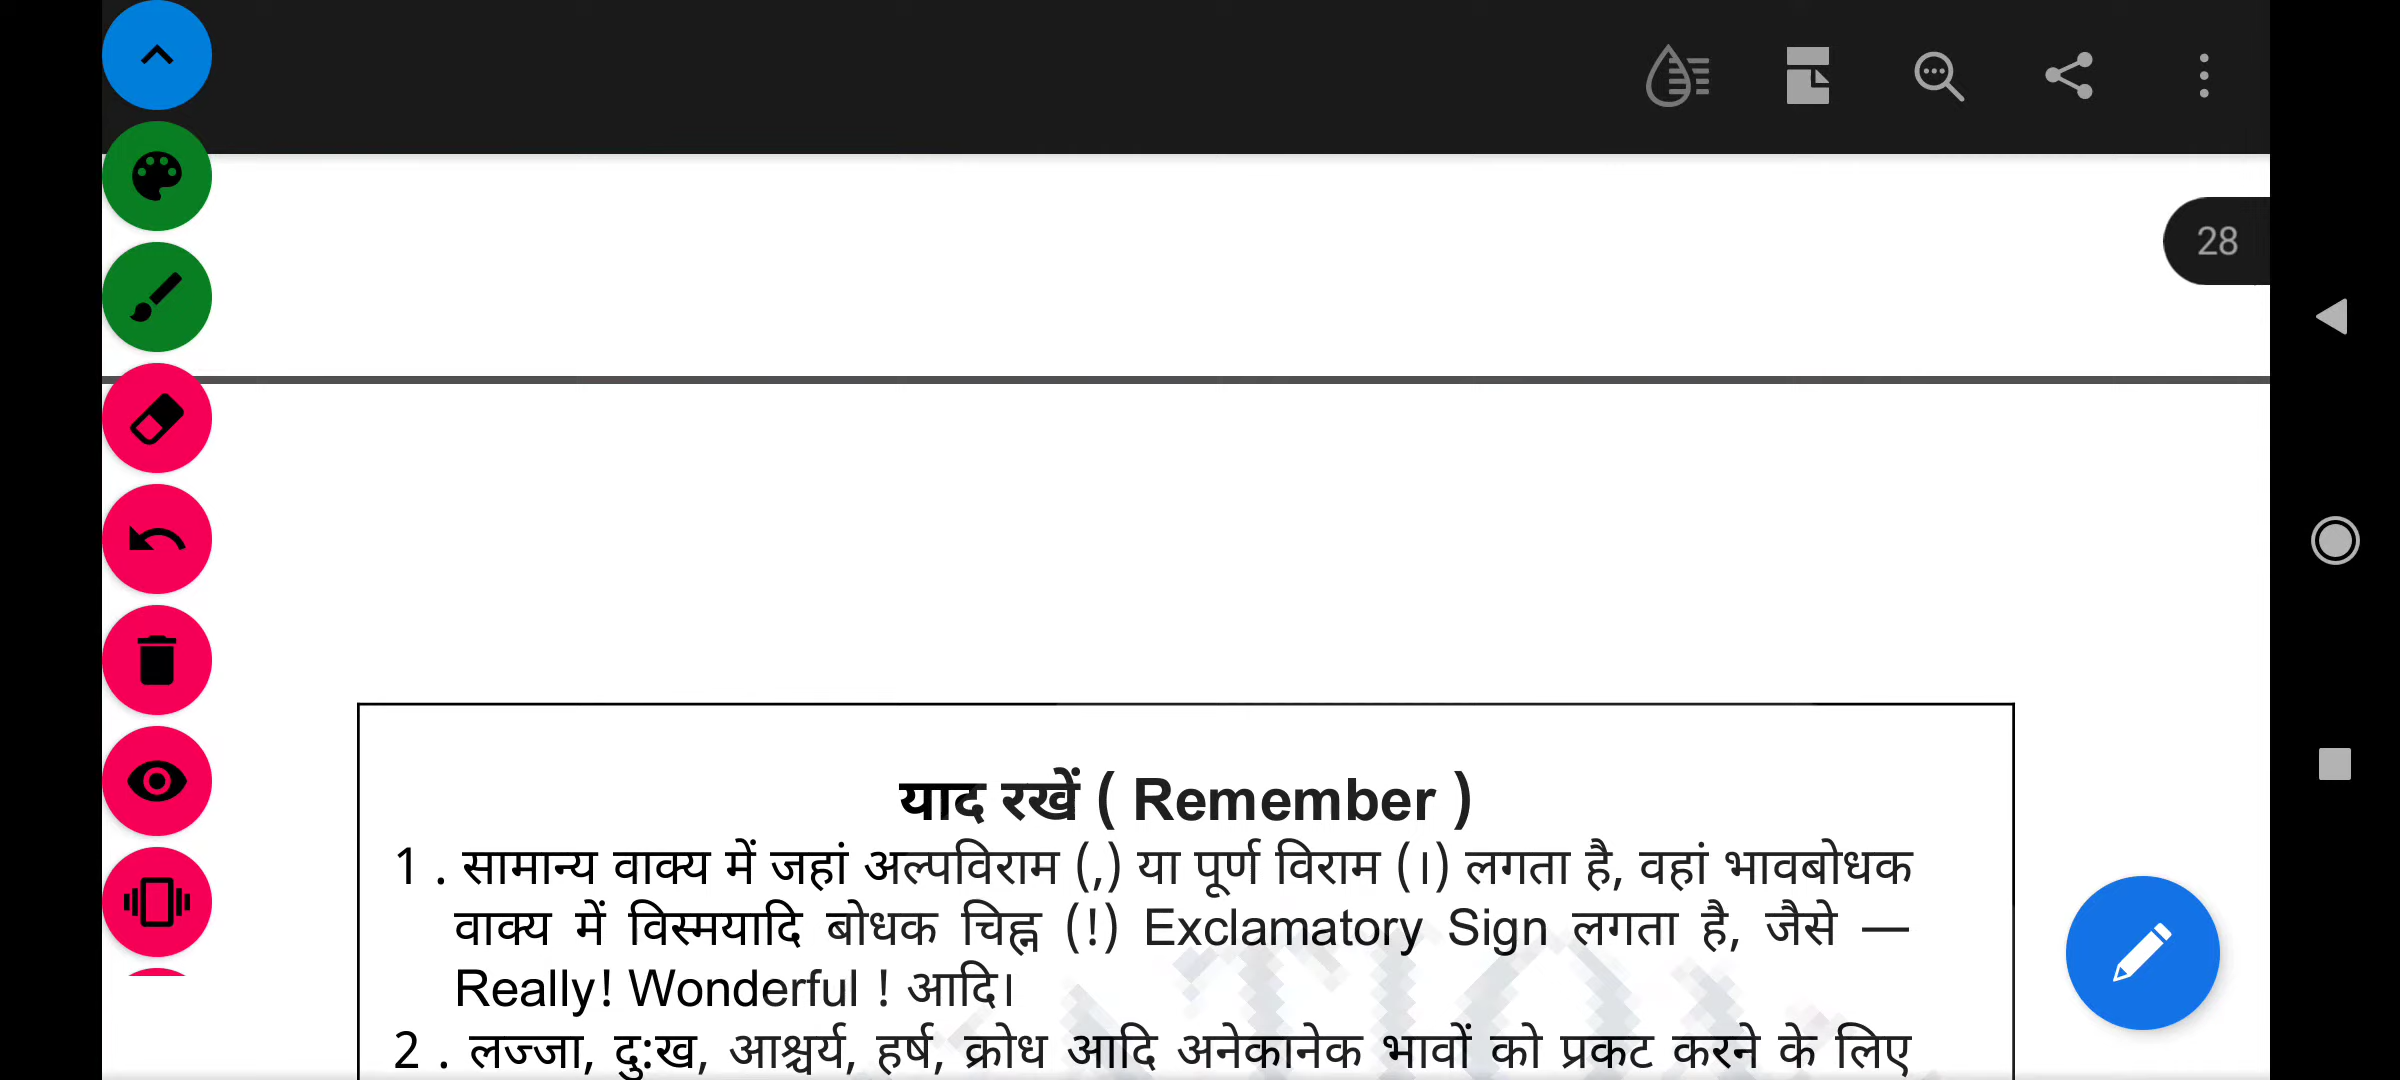 28
याद रखें ( Remember )
1 . सामान्य वाक्य में जहां अल्पविराम (,) या पूर्ण विराम (।) लगता है, वहां भावबोधक
वाक्य में विस्मयादि बोधक चिह्न (!) Exclamatory Sign लगता है, जैसे —
Really! Wonderful ! आदि।
2 . लज्जा, दु:ख, आश्चर्य, हर्ष, क्रोध आदि अनेकानेक भावों को प्रकट करने के लिए